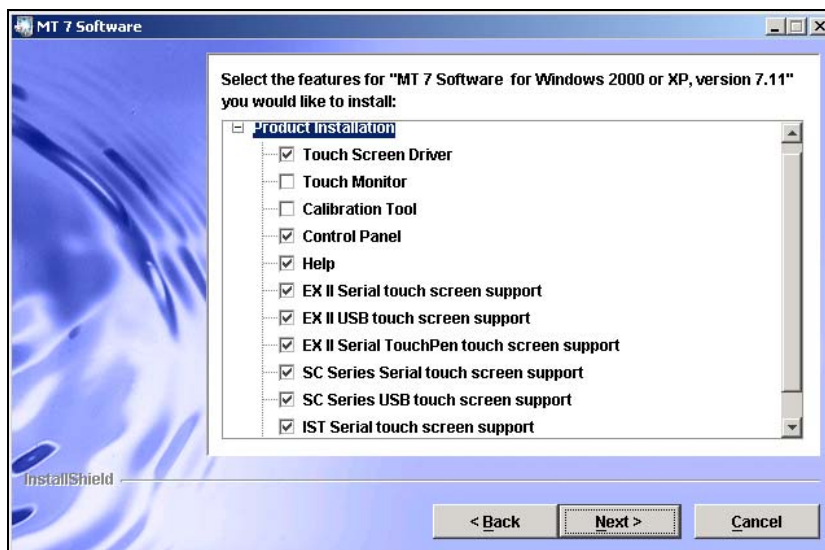 MT 7 Software
Select the features for "MT 7 Software for Windows 2000 or XP, version 7.11"
you would like to install:
Product Installation
Touch Screen Driver
Touch Monitor
Calibration Tool
Control Panel
Help
EX II Serial touch screen support
EX II USB touch screen support
EX II Serial TouchPen touch screen support
SC Series Serial touch screen support
SC Series USB touch screen support
IST Serial touch screen support
InstallShield
< Back Next > Cancel